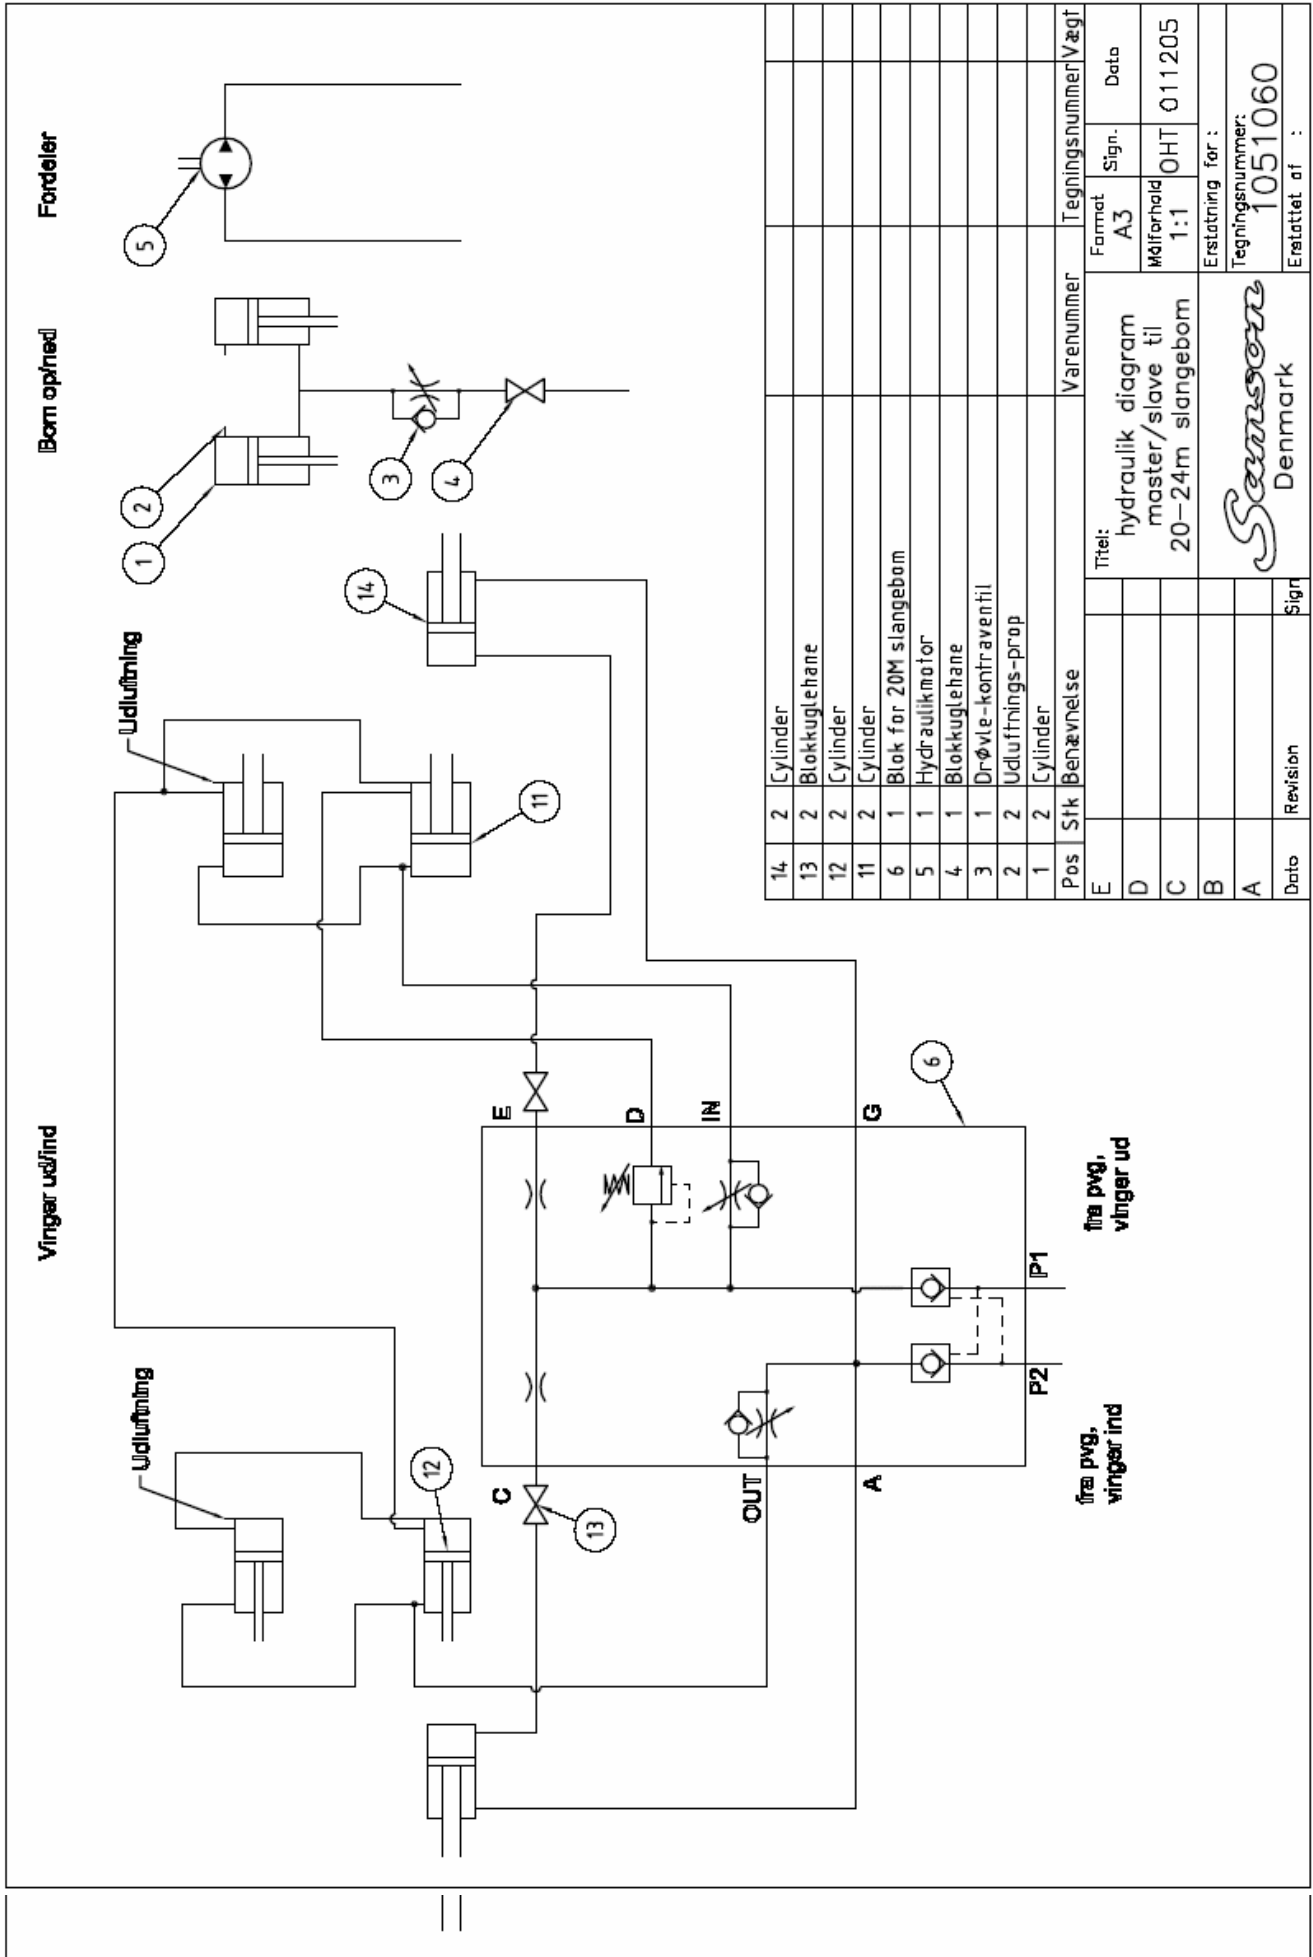 Vinger ud/ind
Bom op/ned
Fordeler
Udluftning
Udluftning
12
11
14
1
2
3
4
5
C
13
E
D
IN
OUT
A
G
6
P2
P1
fra pvg,
vinger ind
fra pvg,
vinger ud
14 2 Cylinder
13 2 Blokkuglehane
12 2 Cylinder
11 2 Cylinder
6 1 Blok for 20M slangebom
5 1 Hydraulikmotor
4 1 Blokkuglehane
3 1 Drøvle-kontraventil
2 2 Udluftnings-prop
1 2 Cylinder
Pos Stk Benævnelse Varenummer Tegningsnummer Vægt
E
D
C
B
A
Dato Revision Sign
Titel:
hydraulik diagram
master/slave til
20-24m slangebom
Samson
Denmark
Format
A3
Sign.
Dato
Målforhold
1:1
OHT
011205
Erstatning for :
Tegningsnummer:
1051060
Erstattet af :